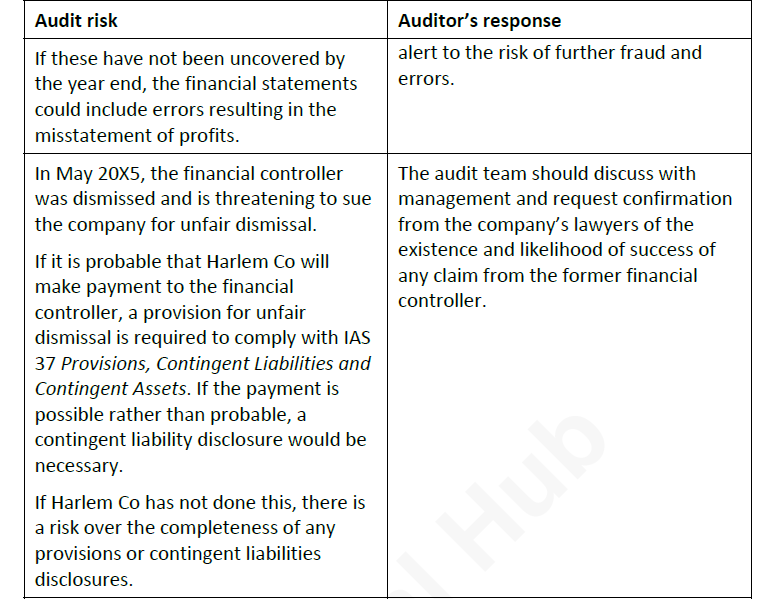 Audit risk
Auditor’s response
If these have not been uncovered by
the year end, the financial statements
could include errors resulting in the
misstatement of profits.
alert to the risk of further fraud and
errors.
In May 20X5, the financial controller
was dismissed and is threatening to sue
the company for unfair dismissal.
If it is probable that Harlem Co will
make payment to the financial
controller, a provision for unfair
dismissal is required to comply with IAS
37 Provisions, Contingent Liabilities and
Contingent Assets. If the payment is
possible rather than probable, a
contingent liability disclosure would be
necessary.
If Harlem Co has not done this, there is
a risk over the completeness of any
provisions or contingent liabilities
disclosures.
The audit team should discuss with
management and request confirmation
from the company’s lawyers of the
existence and likelihood of success of
any claim from the former financial
controller.
Hub